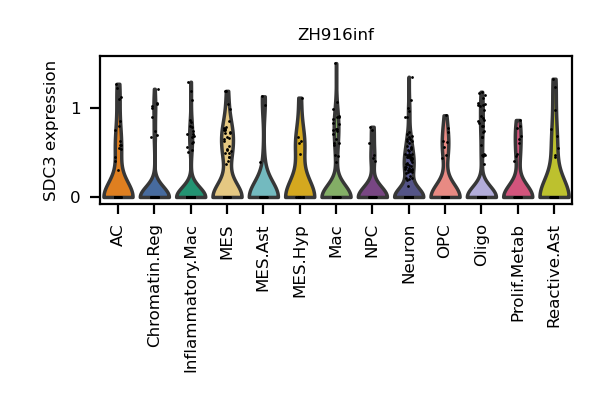 ZH916inf
SDC3 expression
1
0
AC
Chromatin.Reg
Inflammatory.Mac
MES
MES.Ast
MES.Hyp
Mac
NPC
Neuron
OPC
Oligo
Prolif.Metab
Reactive.Ast